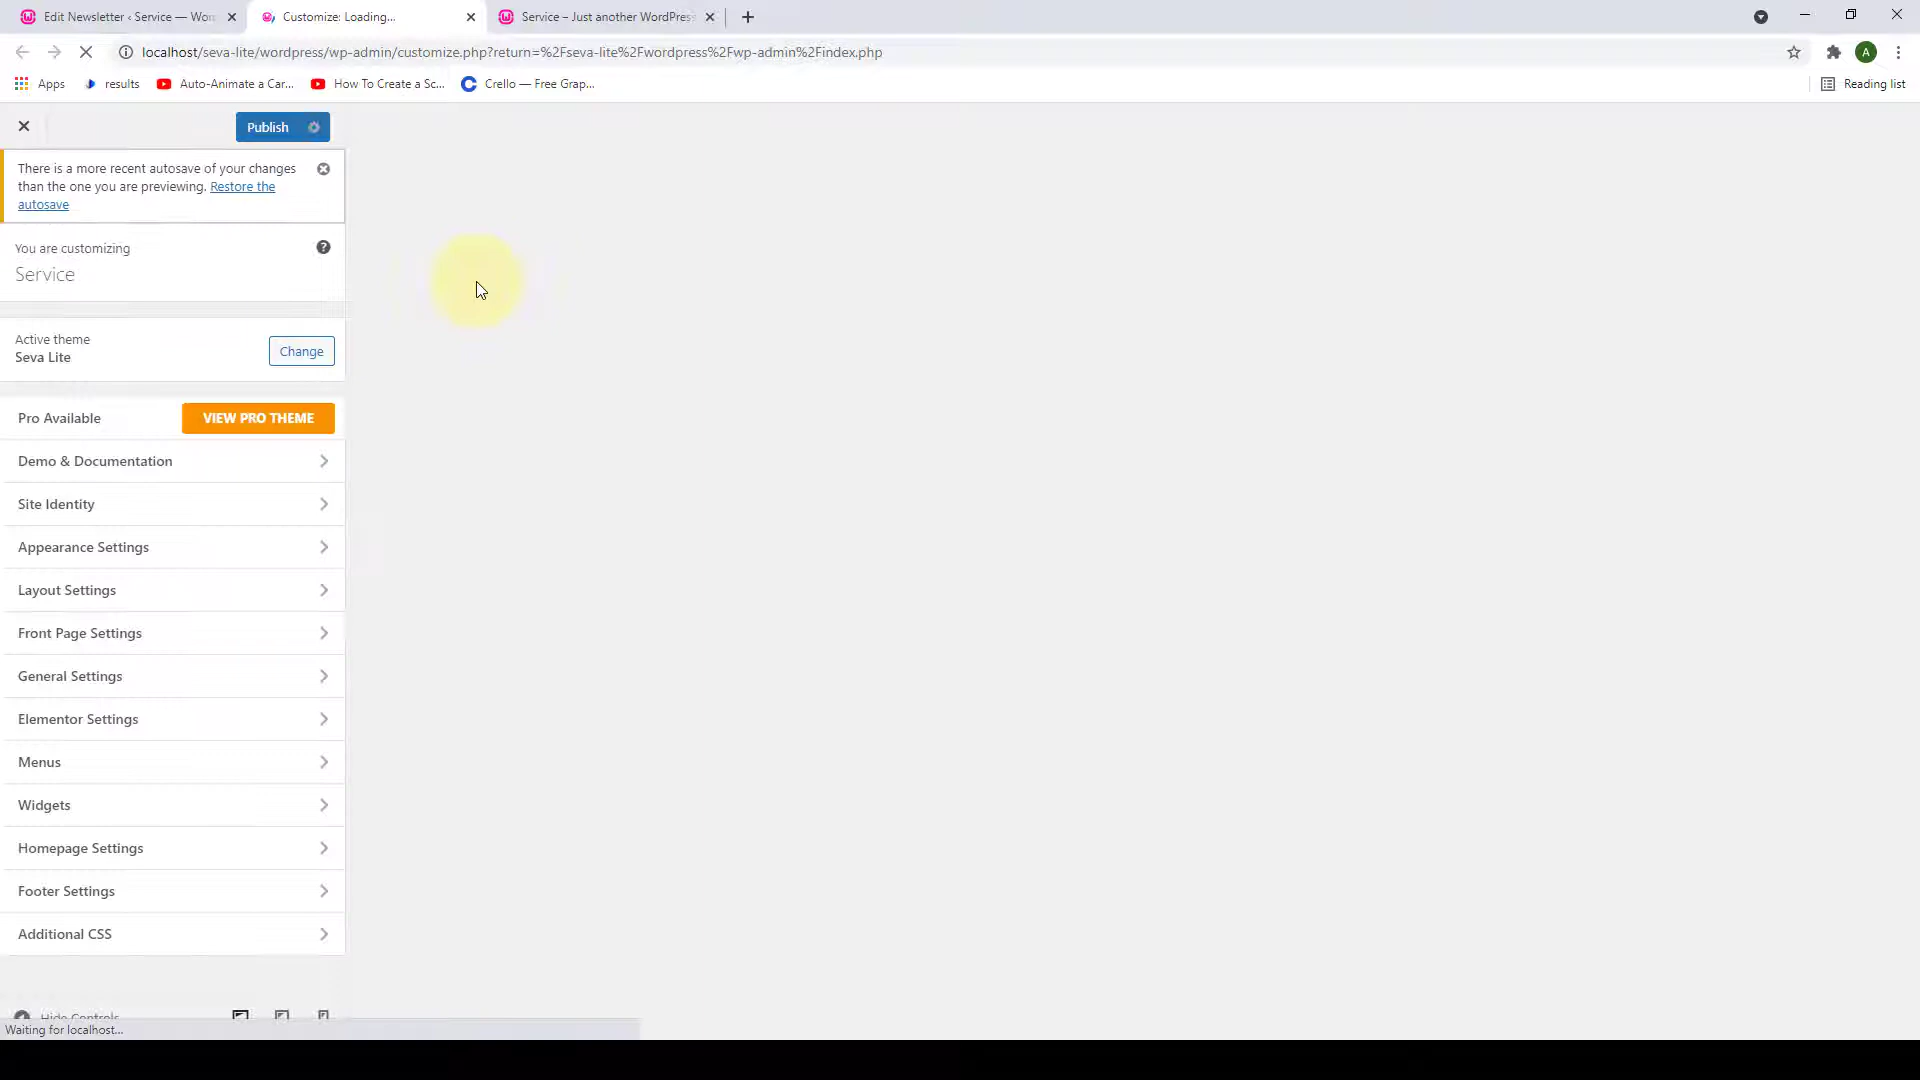 Edit Newsletter ‹ Service — Wor
Customize: Loading...
Service – Just another WordPres
localhost/seva-lite/wordpress/wp-admin/customize.php?return=%2Fseva-lite%2Fwordpress%2Fwp-admin%2Findex.php
A
Apps
results
Auto-Animate a Car...
How To Create a Sc...
Crello — Free Grap...
Reading list
Publish
There is a more recent autosave of your changes
than the one you are previewing. Restore the
autosave
You are customizing
Service
Active theme
Seva Lite
Change
Pro Available
VIEW PRO THEME
Demo & Documentation
Site Identity
Appearance Settings
Layout Settings
Front Page Settings
General Settings
Elementor Settings
Menus
Widgets
Homepage Settings
Footer Settings
Additional CSS
Hide Controls
Waiting for localhost...